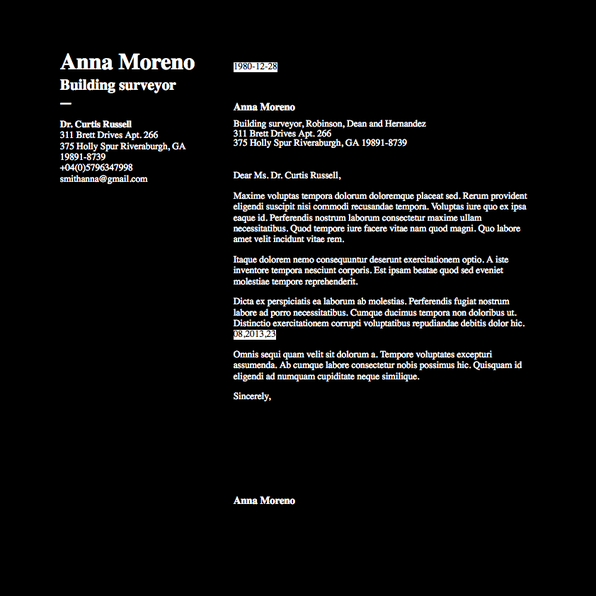 Anna Moreno
Building surveyor
—
Dr. Curtis Russell
311 Brett Drives Apt. 266
375 Holly Spur Riveraburgh, GA
19891-8739
+04(0)5796347998
smithanna@gmail.com
1980-12-28
Anna Moreno
Building surveyor, Robinson, Dean and Hernandez
311 Brett Drives Apt. 266
375 Holly Spur Riveraburgh, GA 19891-8739
Dear Ms. Dr. Curtis Russell,
Maxime voluptas tempora dolorum doloremque placeat sed. Rerum provident
eligendi suscipit nisi commodi recusandae tempora. Voluptas iure quo ex ipsa
eaque id. Perferendis nostrum laborum consectetur maxime ullam
necessitatibus. Quod tempore iure facere vitae nam quod magni. Quo labore
amet velit incidunt vitae rem.
Itaque dolorem nemo consequuntur deserunt exercitationem optio. A iste
inventore tempora nesciunt corporis. Est ipsam beatae quod sed eveniet
molestiae tempore reprehenderit.
Dicta ex perspiciatis ea laborum ab molestias. Perferendis fugiat nostrum
labore ad porro necessitatibus. Cumque ducimus tempora non doloribus ut.
Distinctio exercitationem corrupti voluptatibus repudiandae debitis dolor hic.
08,2013,23
Omnis sequi quam velit sit dolorum a. Tempore voluptates excepturi
assumenda. Ab cumque labore consectetur nobis possimus hic. Quisquam id
eligendi ad numquam cupiditate neque similique.
Sincerely,
Anna Moreno